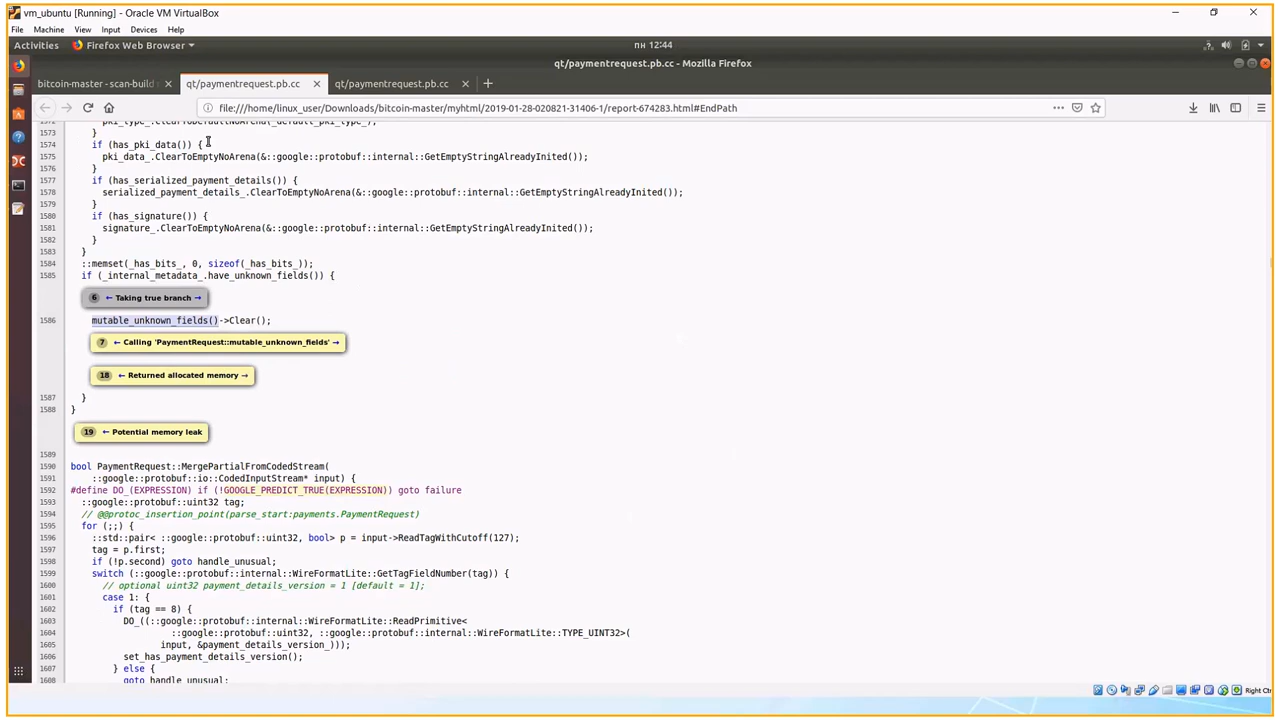 vm_ubuntu [Running] - Oracle VM VirtualBox
File Machine View Input Devices Help
Activities Firefox Web Browser пн 12:44
qt/paymentrequest.pb.cc - Mozilla Firefox
bitcoin-master - scan-build qt/paymentrequest.pb.cc qt/paymentrequest.pb.cc
file:///home/linux_user/Downloads/bitcoin-master/myhtml/2019-01-28-020821-31406-1/report-674283.html#EndPath
1572 pki_type_.ClearToDefaultNoArena(_default_pki_type_);
1573 }
1574 if (has_pki_data()) {
1575 pki_data_.ClearToEmptyNoArena(&::google::protobuf::internal::GetEmptyStringAlreadyInited());
1576 }
1577 if (has_serialized_payment_details()) {
1578 serialized_payment_details_.ClearToEmptyNoArena(&::google::protobuf::internal::GetEmptyStringAlreadyInited());
1579 }
1580 if (has_signature()) {
1581 signature_.ClearToEmptyNoArena(&::google::protobuf::internal::GetEmptyStringAlreadyInited());
1582 }
1583 }
1584 ::memset(_has_bits_, 0, sizeof(_has_bits_));
1585 if (_internal_metadata_.have_unknown_fields()) {
6 ← Taking true branch →
1586 mutable_unknown_fields()->Clear();
7 ← Calling 'PaymentRequest::mutable_unknown_fields' →
18 ← Returned allocated memory →
1587 }
1588 }
19 ← Potential memory leak
1589
1590 bool PaymentRequest::MergePartialFromCodedStream(
1591 ::google::protobuf::io::CodedInputStream* input) {
1592 #define DO_(EXPRESSION) if (!GOOGLE_PREDICT_TRUE(EXPRESSION)) goto failure
1593 ::google::protobuf::uint32 tag;
1594 // @@protoc_insertion_point(parse_start:payments.PaymentRequest)
1595 for (;;) {
1596 ::std::pair< ::google::protobuf::uint32, bool> p = input->ReadTagWithCutoff(127);
1597 tag = p.first;
1598 if (!p.second) goto handle_unusual;
1599 switch (::google::protobuf::internal::WireFormatLite::GetTagFieldNumber(tag)) {
1600 // optional uint32 payment_details_version = 1 [default = 1];
1601 case 1: {
1602 if (tag == 8) {
1603 DO_((::google::protobuf::internal::WireFormatLite::ReadPrimitive<
1604 ::google::protobuf::uint32, ::google::protobuf::internal::WireFormatLite::TYPE_UINT32>(
1605 input, &payment_details_version_)));
1606 set_has_payment_details_version();
1607 } else {
1608 goto handle_unusual;
Right Ctrl